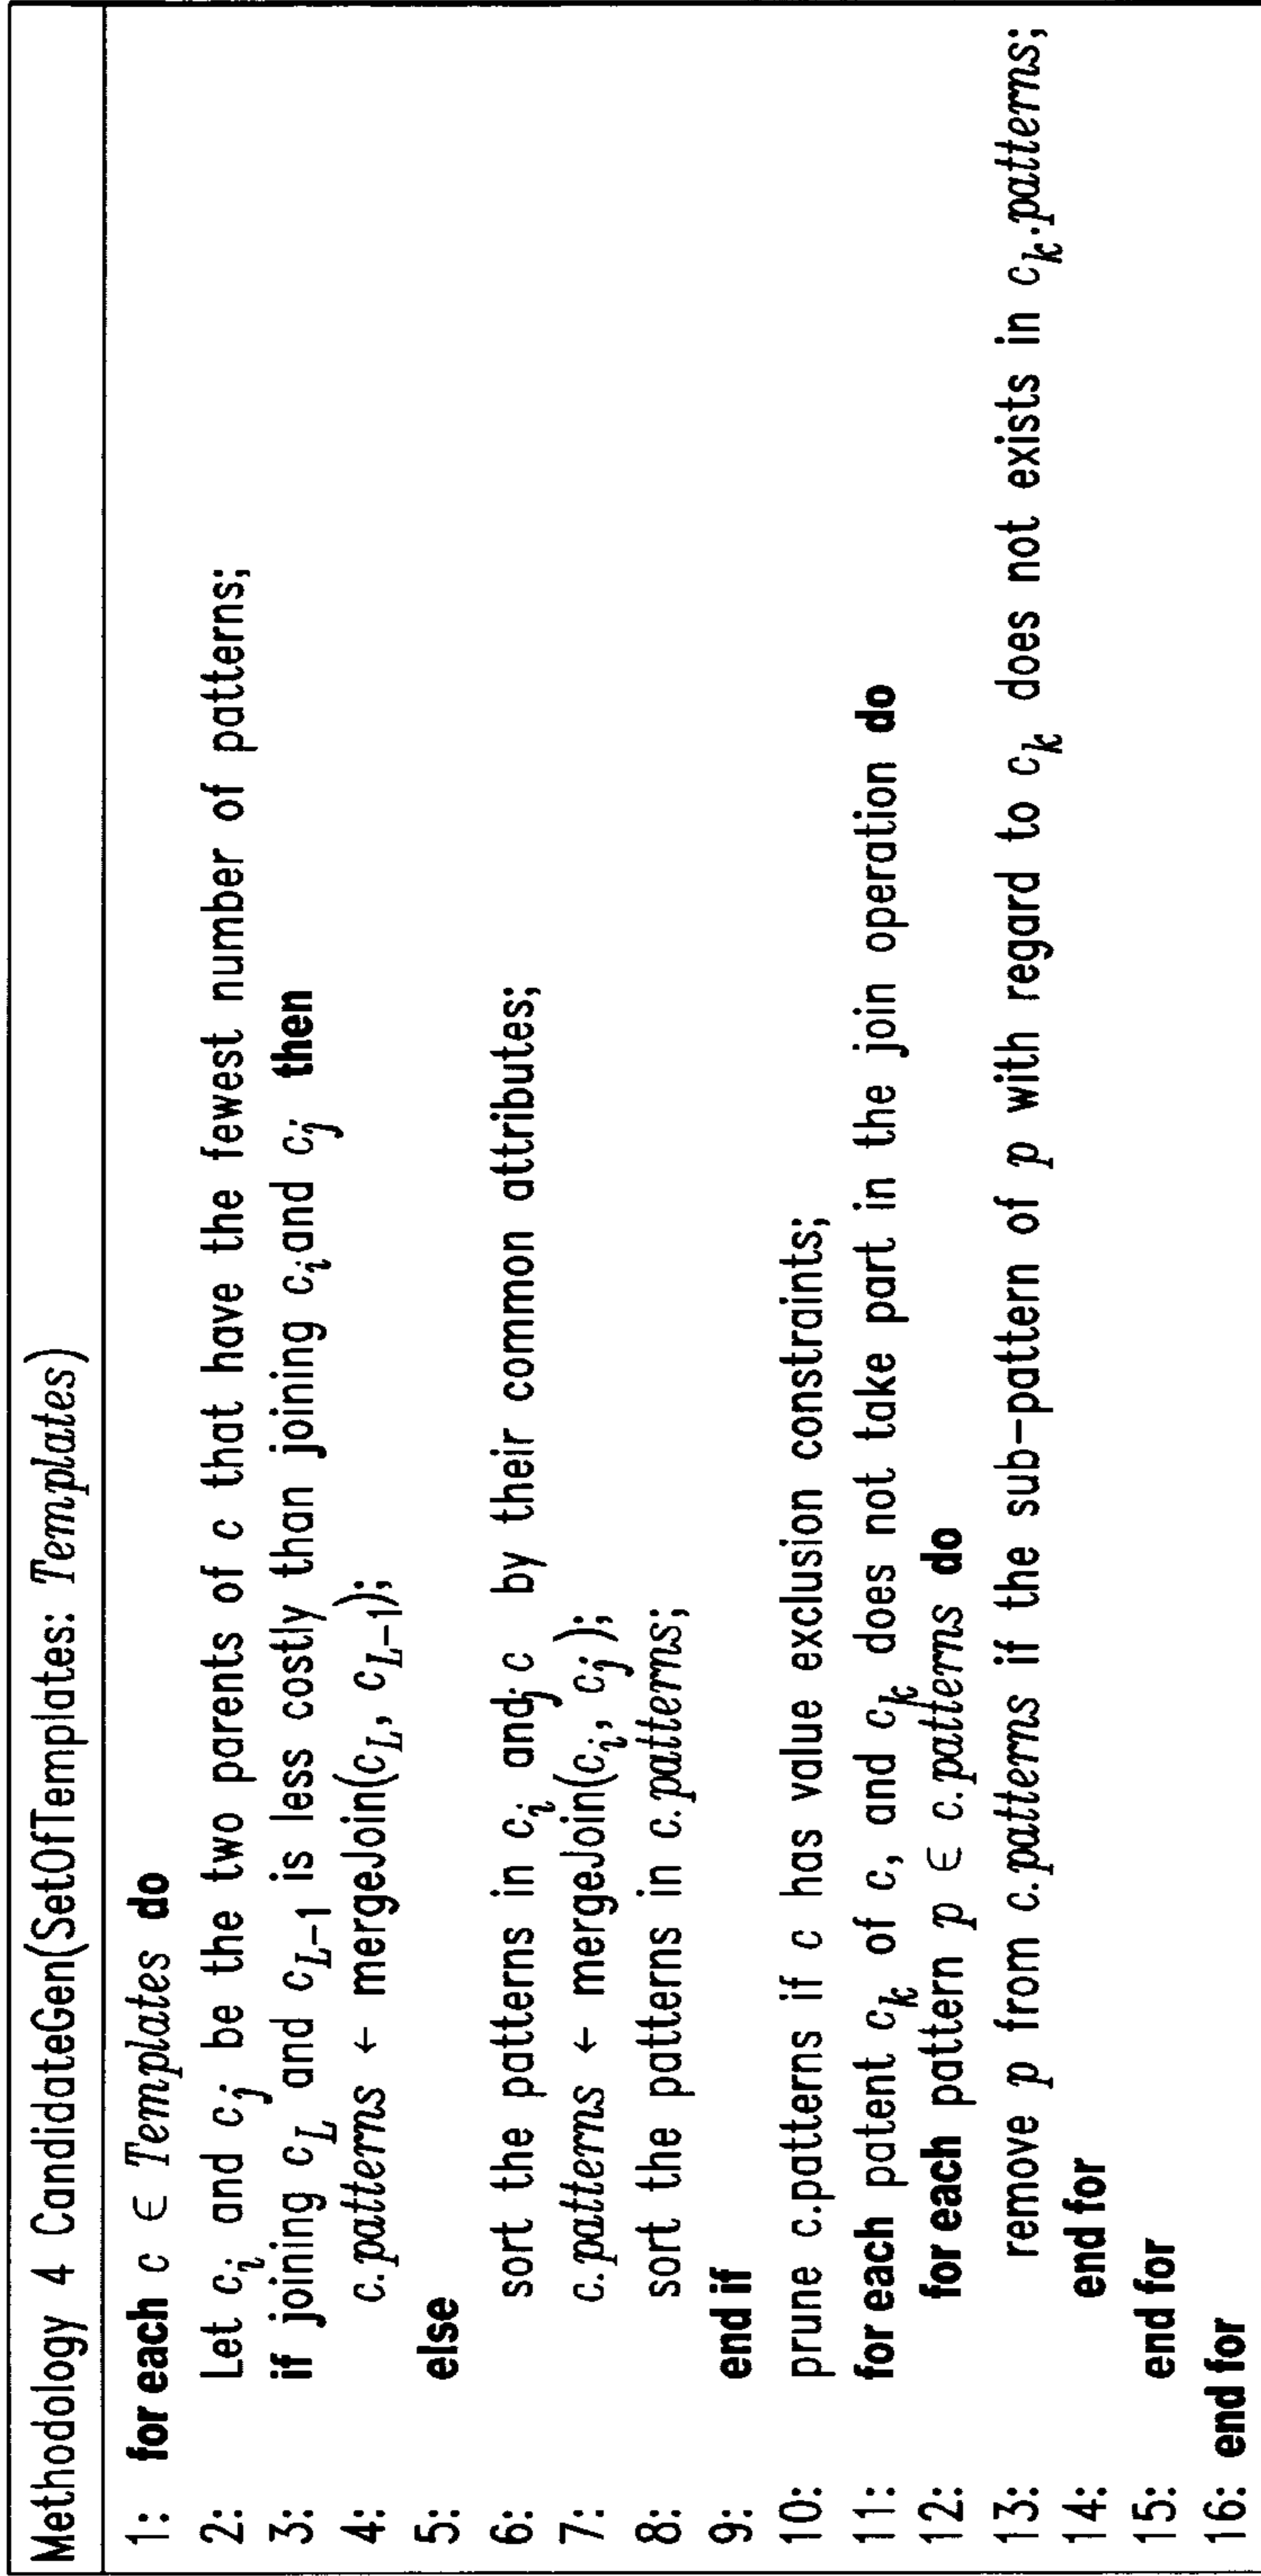 Methodology 4 CandidateGen(SetOfTemplates: Templates)
1: for each c ∈ Templates do
2: Let c_i and c_j be the two parents of c that have the fewest number of patterns;
3: if joining c_L and c_{L-1} is less costly than joining c_i and c_j then
4: c.patterns ← mergeJoin(c_L, c_{L-1});
5: else
6: sort the patterns in c_i and_j c by their common attributes;
7: c.patterns ← mergeJoin(c_i, c_j);
8: sort the patterns in c.patterns;
9: end if
10: prune c.patterns if c has value exclusion constraints;
11: for each patent c_k of c, and c_k does not take part in the join operation do
12: for each pattern p ∈ c.patterns do
13: remove p from c.patterns if the sub-pattern of p with regard to c_k does not exists in c_k.patterns;
14: end for
15: end for
16: end for